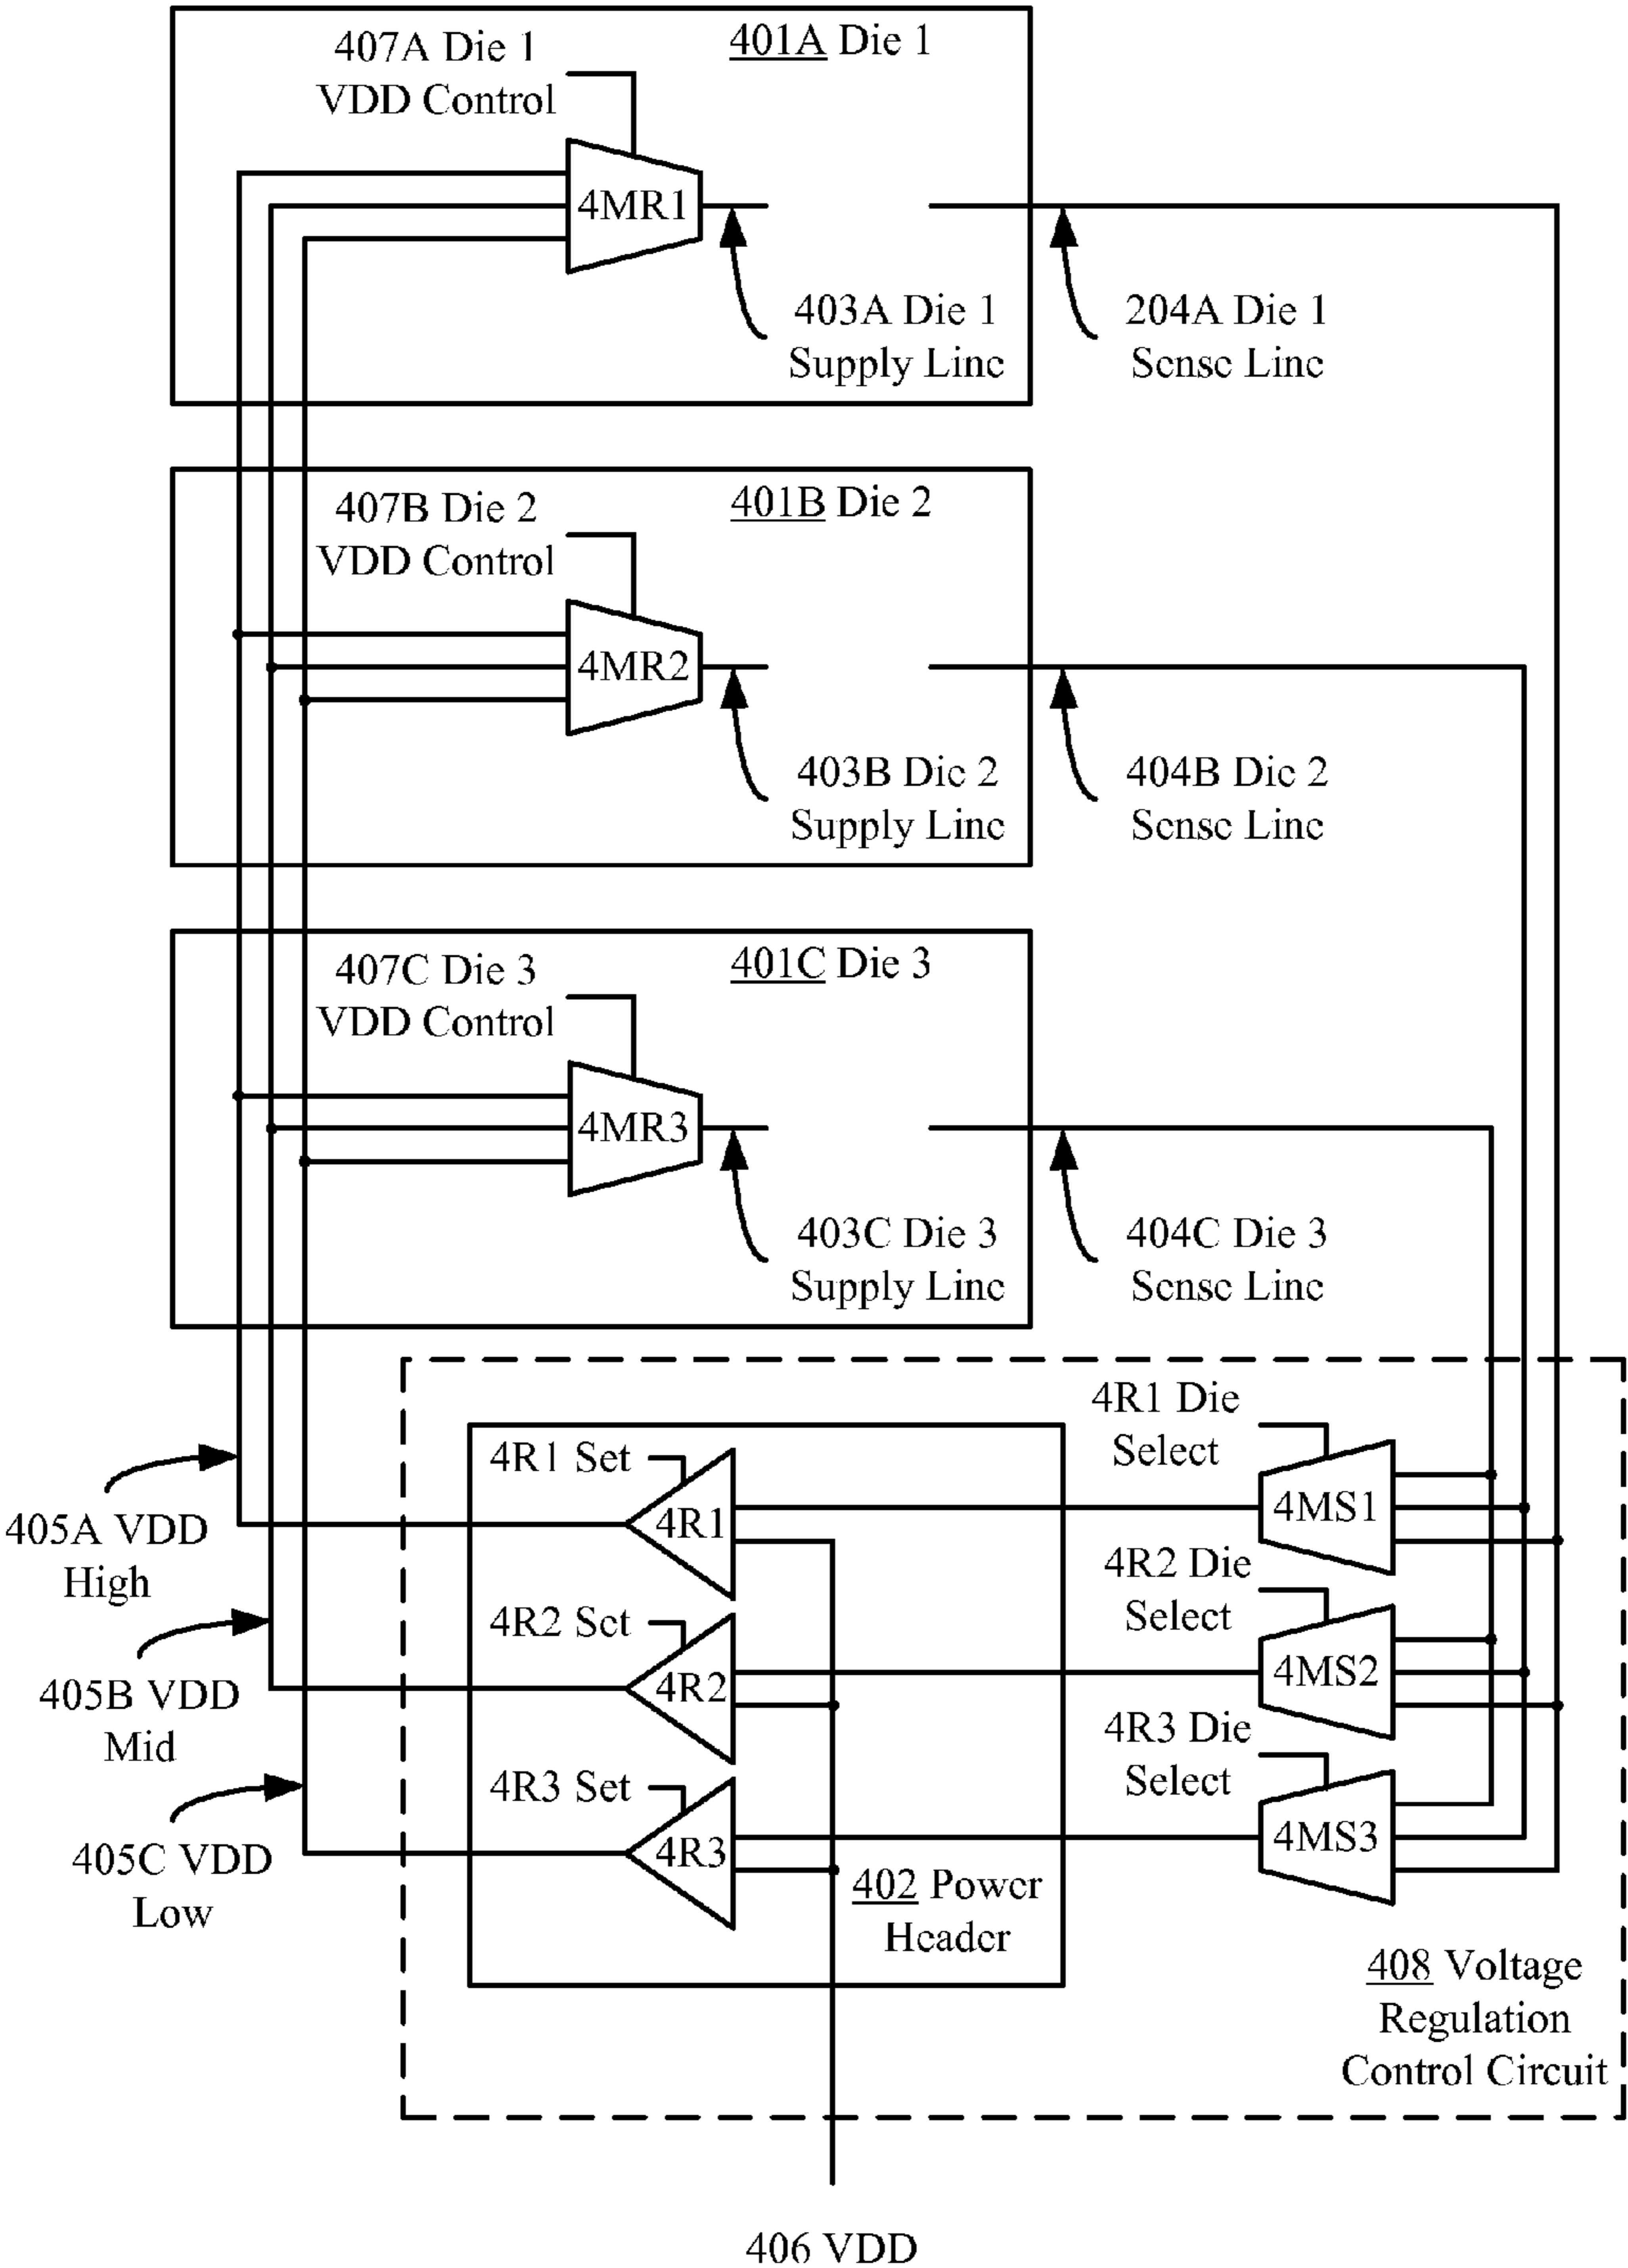 407A Die 1
VDD Control
401A Die 1
4MR1
403A Die 1
Supply Line
204A Die 1
Sense Line
407B Die 2
VDD Control
401B Die 2
4MR2
403B Die 2
Supply Line
404B Die 2
Sense Line
407C Die 3
VDD Control
401C Die 3
4MR3
403C Die 3
Supply Line
404C Die 3
Sense Line
405A VDD
High
405B VDD
Mid
405C VDD
Low
4R1 Set
4R1
4R2 Set
4R2
4R3 Set
4R3
402 Power
Header
4R1 Die
Select
4MS1
4R2 Die
Select
4MS2
4R3 Die
Select
4MS3
408 Voltage
Regulation
Control Circuit
406 VDD